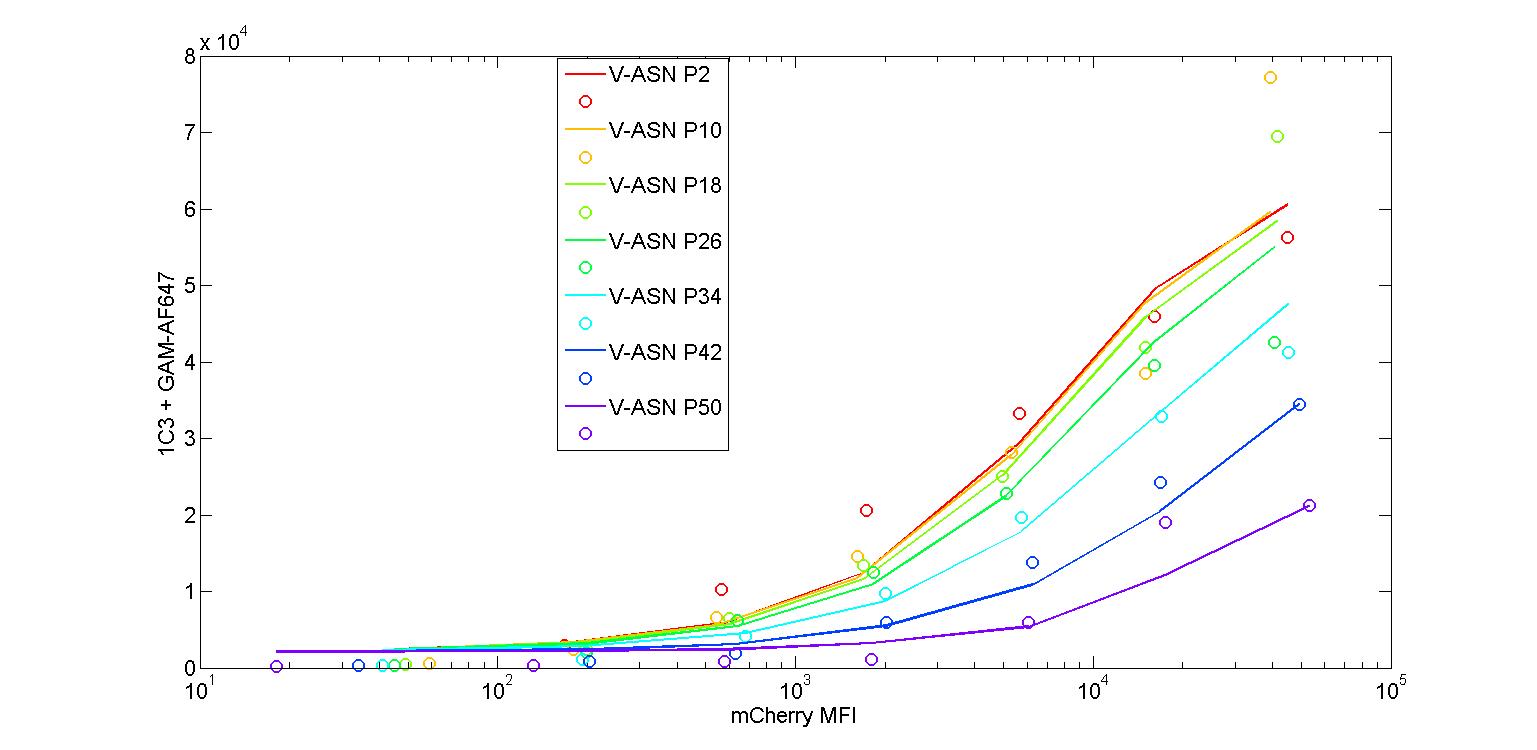 x 10^4
8
7
6
5
4
3
2
1
0
1C3 + GAM-AF647
V-ASN P2
V-ASN P10
V-ASN P18
V-ASN P26
V-ASN P34
V-ASN P42
V-ASN P50
10^1 10^2 10^3 10^4 10^5
mCherry MFI